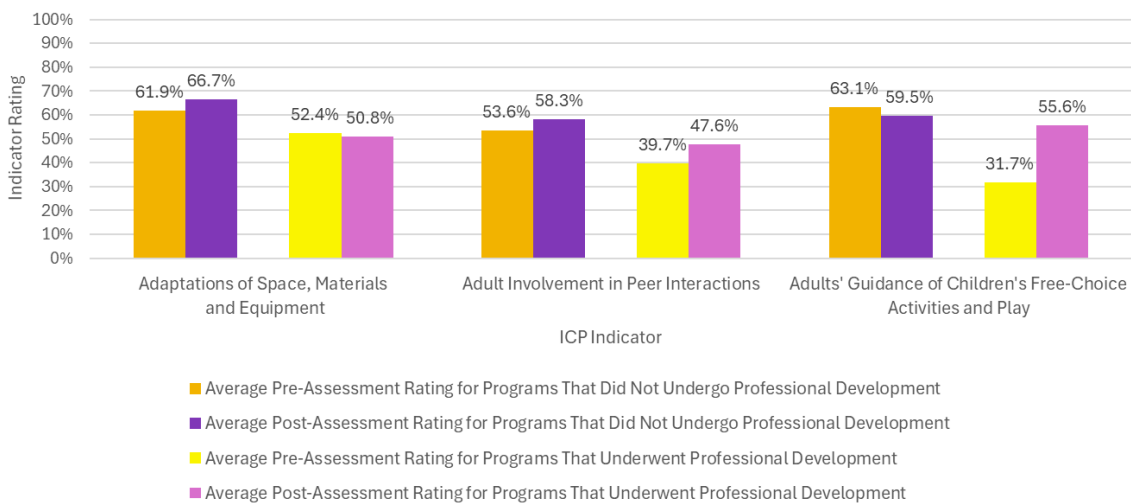 100%
90%
80%
70%
60%
50%
40%
30%
20%
10%
0%
Indicator Rating
61.9%
66.7%
52.4%
50.8%
53.6%
58.3%
39.7%
47.6%
63.1%
59.5%
31.7%
55.6%
Adaptations of Space, Materials
and Equipment
Adult Involvement in Peer Interactions
Adults' Guidance of Children's Free-Choice
Activities and Play
ICP Indicator
Average Pre-Assessment Rating for Programs That Did Not Undergo Professional Development
Average Post-Assessment Rating for Programs That Did Not Undergo Professional Development
Average Pre-Assessment Rating for Programs That Underwent Professional Development
Average Post-Assessment Rating for Programs That Underwent Professional Development